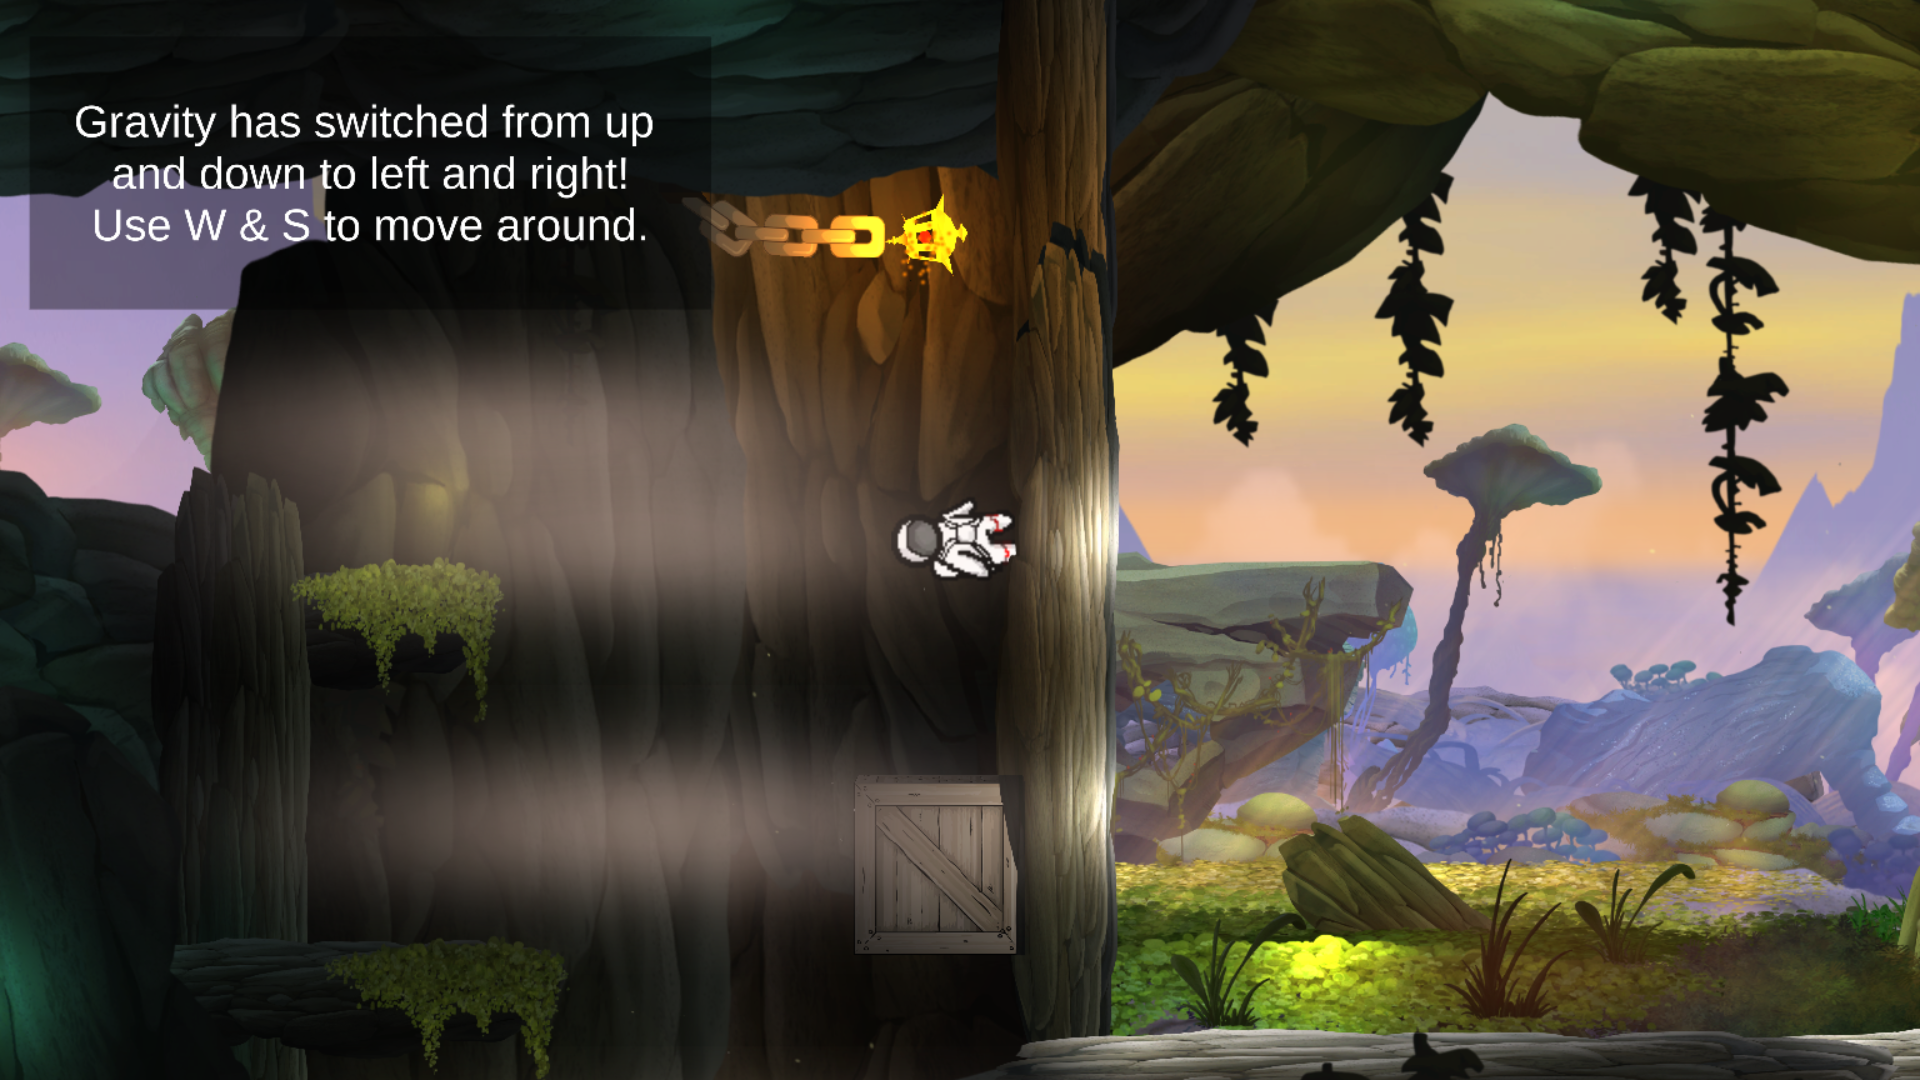 Gravity has switched from up
and down to left and right!
Use W & S to move around.